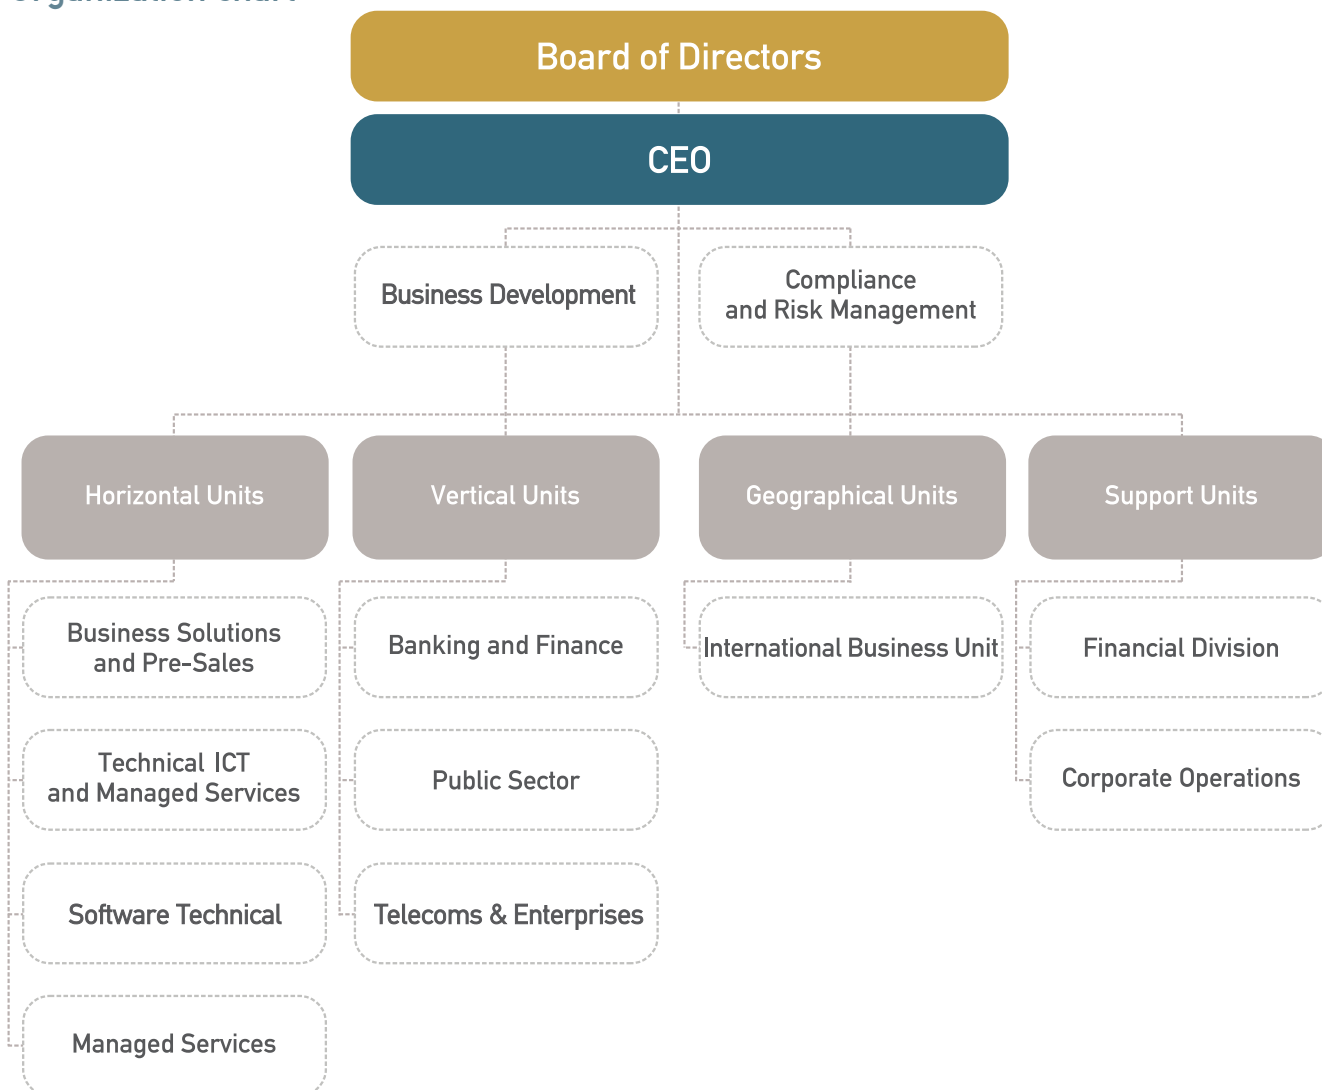 Organization Chart
Board of Directors
CEO
Business Development
Compliance
and Risk Management
Horizontal Units
Vertical Units
Geographical Units
Support Units
Business Solutions
and Pre-Sales
Banking and Finance
International Business Unit
Financial Division
Technical ICT
and Managed Services
Public Sector
Corporate Operations
Software Technical
Telecoms & Enterprises
Managed Services